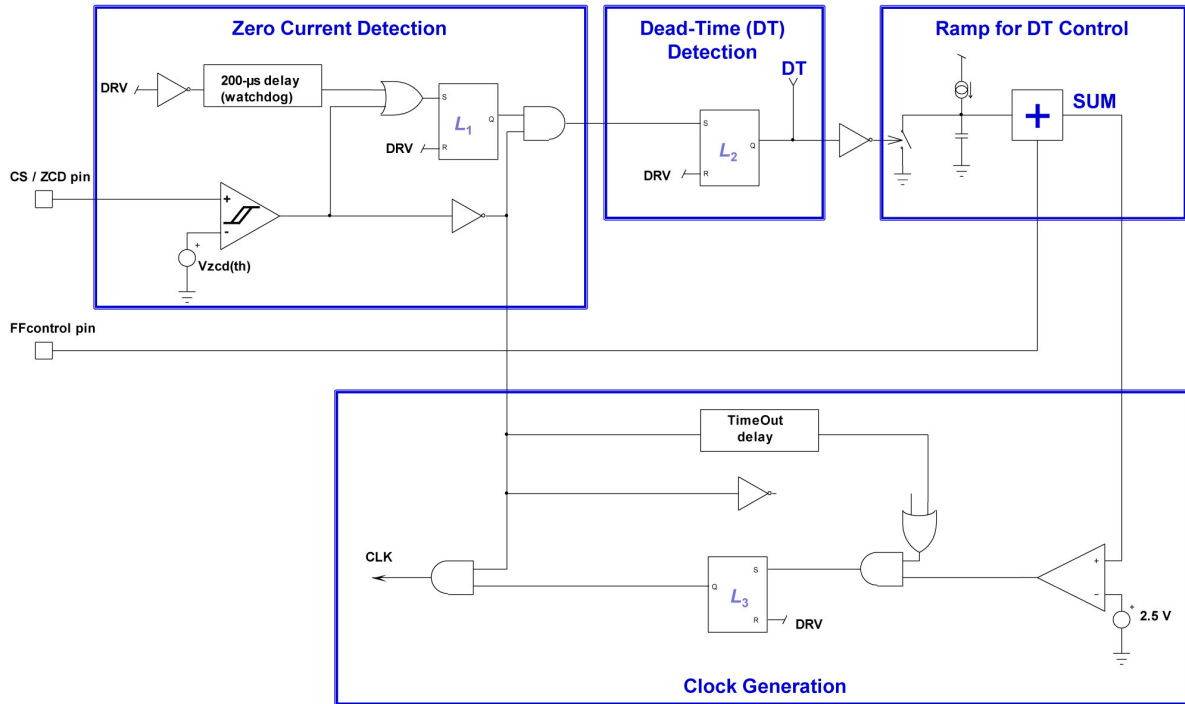 Zero Current Detection
Dead-Time (DT)
Detection
Ramp for DT Control
DRV
200-µs delay
(watchdog)
S
Q
L1
R
DRV
DT
S
Q
L2
R
DRV
+
SUM
CS / ZCD pin
+
-
+
Vzcd(th)
FFcontrol pin
TimeOut
delay
CLK
S
Q
L3
R
DRV
+
−
+
2.5 V
Clock Generation